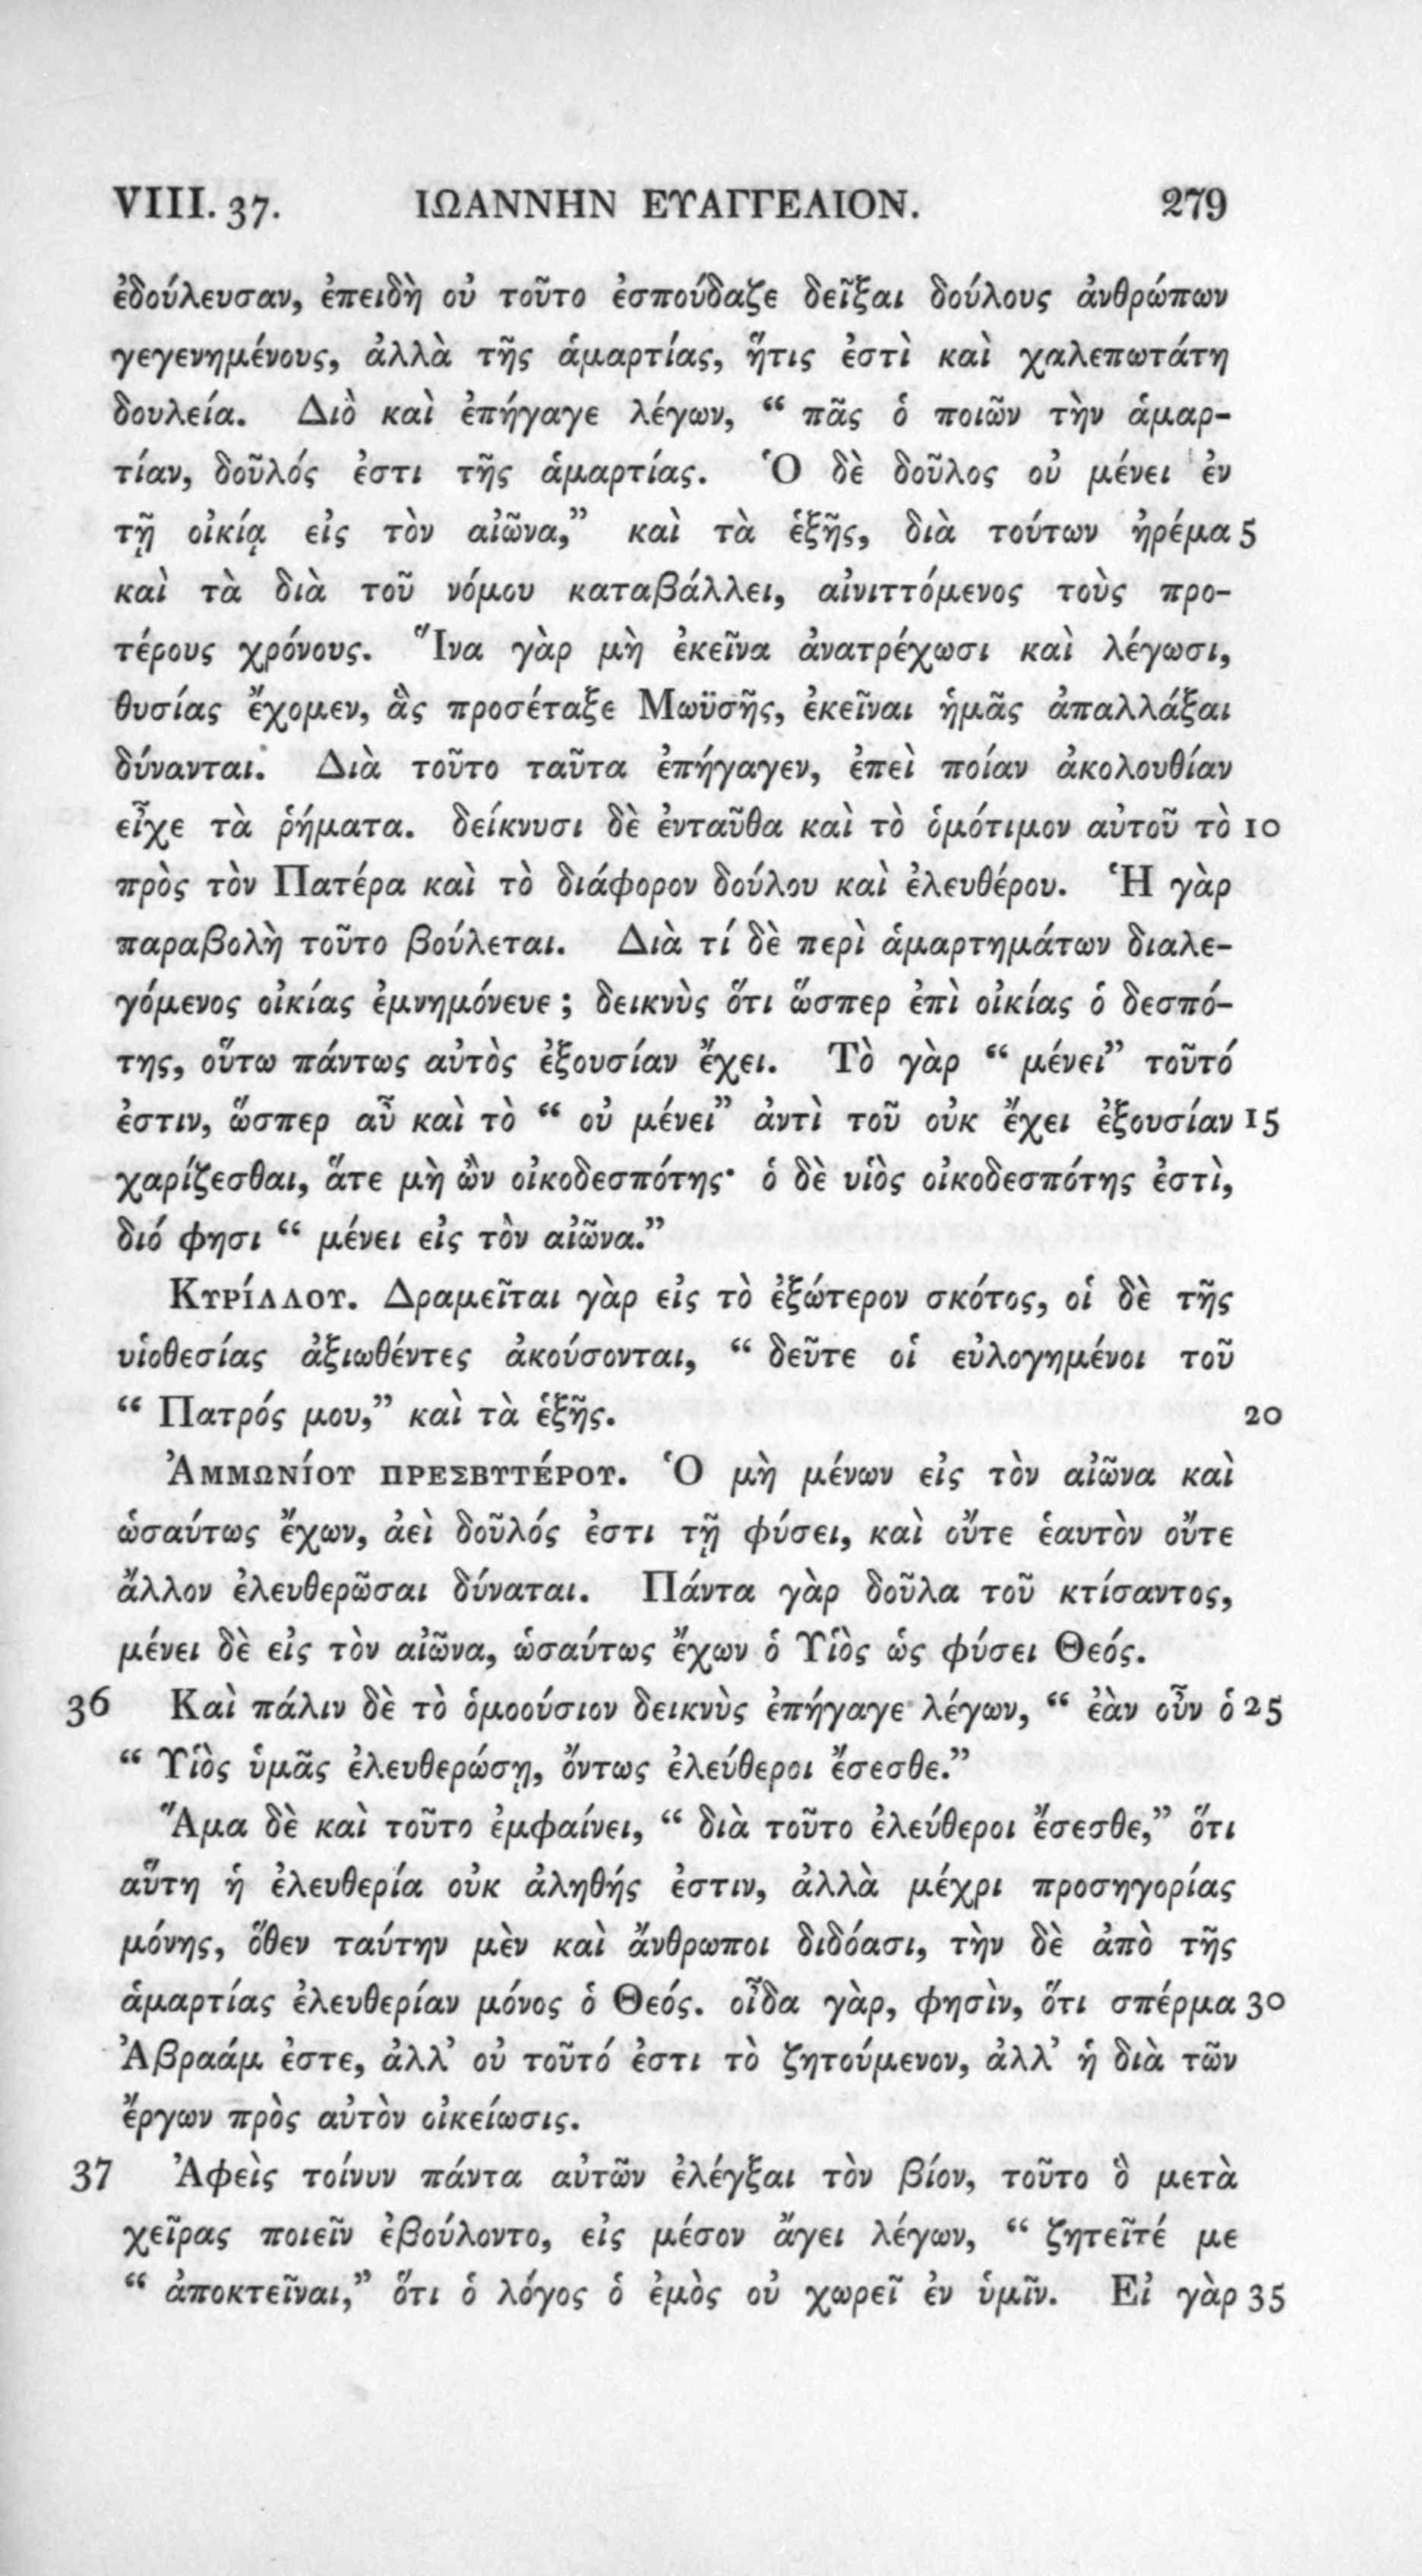 VIII. 37. ΙΩΑΝΝΗΝ ΕΥΑΓΓΕΛΙΟΝ. 279
ἐδούλευσαν, ἐπειδὴ οὐ τοῦτο ἐσπούδαζε δεῖξαι δούλους ἀνθρώπων
γεγενημένους, ἀλλὰ τῆς ἁμαρτίας, ἥτις ἐστὶ καὶ χαλεπωτάτη
δουλεία. Διὸ καὶ ἐπήγαγε λέγων, “ πᾶς ὁ ποιῶν τὴν ἁμαρ-
τίαν, δοῦλός ἐστι τῆς ἁμαρτίας. Ὁ δὲ δοῦλος οὐ μένει ἐν
τῇ οἰκίᾳ εἰς τὸν αἰῶνα,” καὶ τὰ ἑξῆς, διὰ τούτων ἠρέμα 5
καὶ τὰ διὰ τοῦ νόμου καταβάλλει, αἰνιττόμενος τοὺς προ-
τέρους χρόνους. Ἵνα γὰρ μὴ ἐκεῖνα ἀνατρέχωσι καὶ λέγωσι,
θυσίας ἔχομεν, ἃς προσέταξε Μωϋσῆς, ἐκεῖναι ἡμᾶς ἀπαλλάξαι
δύνανται. Διὰ τοῦτο ταῦτα ἐπήγαγεν, ἐπεὶ ποίαν ἀκολουθίαν
εἶχε τὰ ῥήματα. δείκνυσι δὲ ἐνταῦθα καὶ τὸ ὁμότιμον αὐτοῦ τὸ 10
πρὸς τὸν Πατέρα καὶ τὸ διάφορον δούλου καὶ ἐλευθέρου. Ἡ γὰρ
παραβολὴ τοῦτο βούλεται. Διὰ τί δὲ περὶ ἁμαρτημάτων διαλε-
γόμενος οἰκίας ἐμνημόνευε ; δεικνὺς ὅτι ὥσπερ ἐπὶ οἰκίας ὁ δεσπό-
της, οὕτω πάντως αὐτὸς ἐξουσίαν ἔχει. Τὸ γὰρ “ μένει” τοῦτό
ἐστιν, ὥσπερ αὖ καὶ τὸ “ οὐ μένει” ἀντὶ τοῦ οὐκ ἔχει ἐξουσίαν 15
χαρίζεσθαι, ἅτε μὴ ὢν οἰκοδεσπότης· ὁ δὲ υἱὸς οἰκοδεσπότης ἐστὶ,
διό φησι “ μένει εἰς τὸν αἰῶνα.”
Κυρίλλου. Δραμεῖται γὰρ εἰς τὸ ἐξώτερον σκότος, οἱ δὲ τῆς
υἱοθεσίας ἀξιωθέντες ἀκούσονται, “ δεῦτε οἱ εὐλογημένοι τοῦ
“ Πατρός μου,” καὶ τὰ ἑξῆς. 20
Ἀμμωνίου πρεσβυτέρου. Ὁ μὴ μένων εἰς τὸν αἰῶνα καὶ
ὡσαύτως ἔχων, ἀεὶ δοῦλός ἐστι τῇ φύσει, καὶ οὔτε ἑαυτὸν οὔτε
ἄλλον ἐλευθερῶσαι δύναται. Πάντα γὰρ δοῦλα τοῦ κτίσαντος,
μένει δὲ εἰς τὸν αἰῶνα, ὡσαύτως ἔχων ὁ Υἱὸς ὡς φύσει Θεός.
36 Καὶ πάλιν δὲ τὸ ὁμοούσιον δεικνὺς ἐπήγαγε λέγων, “ ἐὰν οὖν ὁ 25
“ Υἱὸς ὑμᾶς ἐλευθερώσῃ, ὄντως ἐλεύθεροι ἔσεσθε.”
Ἅμα δὲ καὶ τοῦτο ἐμφαίνει, “ διὰ τοῦτο ἐλεύθεροι ἔσεσθε,” ὅτι
αὕτη ἡ ἐλευθερία οὐκ ἀληθής ἐστιν, ἀλλὰ μέχρι προσηγορίας
μόνης, ὅθεν ταύτην μὲν καὶ ἄνθρωποι διδόασι, τὴν δὲ ἀπὸ τῆς
ἁμαρτίας ἐλευθερίαν μόνος ὁ Θεός. οἶδα γὰρ, φησὶν, ὅτι σπέρμα 30
Ἀβραάμ ἐστε, ἀλλ’ οὐ τοῦτό ἐστι τὸ ζητούμενον, ἀλλ’ ἡ διὰ τῶν
ἔργων πρὸς αὐτὸν οἰκείωσις.
37 Ἀφεὶς τοίνυν πάντα αὐτῶν ἐλέγξαι τὸν βίον, τοῦτο ὃ μετὰ
χεῖρας ποιεῖν ἐβούλοντο, εἰς μέσον ἄγει λέγων, “ ζητεῖτέ με
“ ἀποκτεῖναι,” ὅτι ὁ λόγος ὁ ἐμὸς οὐ χωρεῖ ἐν ὑμῖν. Εἰ γὰρ 35